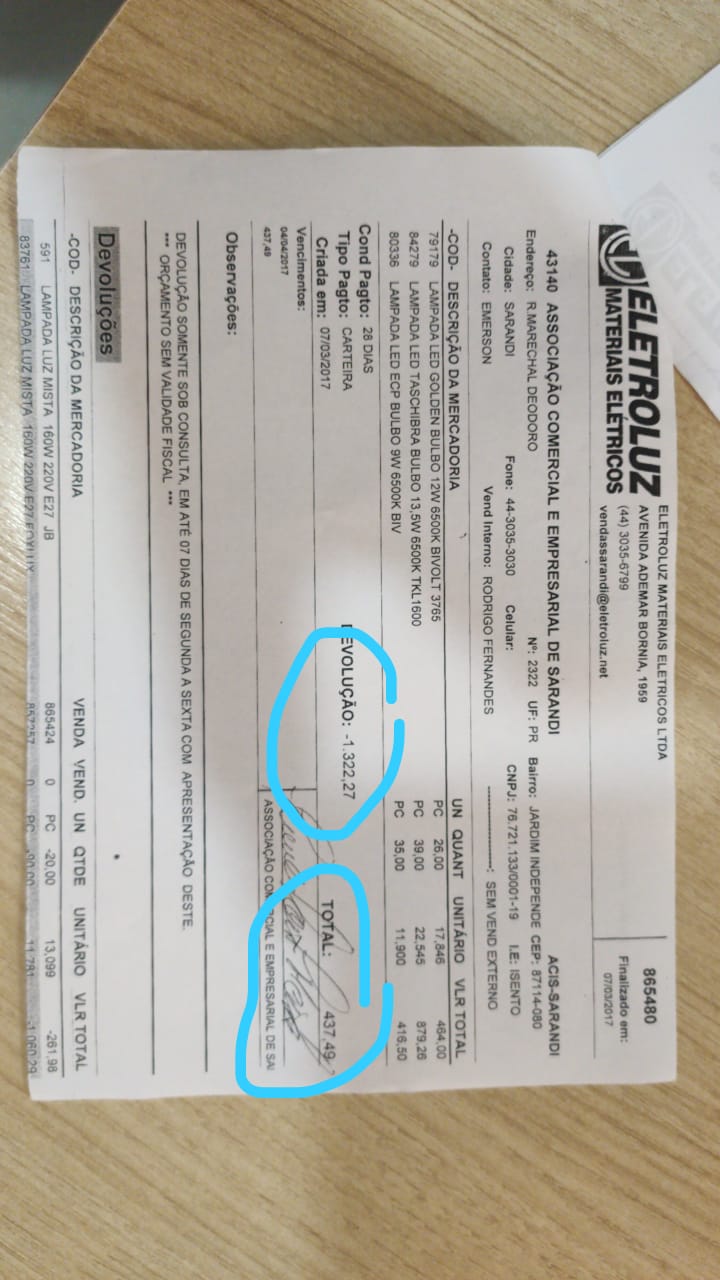 ELETROLUZ
MATERIAIS ELÉTRICOS
ELETROLUZ MATERIAIS ELETRICOS LTDA
AVENIDA ADEMAR BORNIA, 1959
(44) 3035-6799
vendassarandi@eletroluz.net
865480
Finalizado em:
07/03/2017
43140 ASSOCIAÇÃO COMERCIAL E EMPRESARIAL DE SARANDI ACIS-SARANDI
Endereço: R.MARECHAL DEODORO Nº: 2322 UF: PR Bairro: JARDIM INDEPENDE CEP: 87114-080
Cidade: SARANDI Fone: 44-3035-3030 Celular: CNPJ: 76.721.133/0001-19 I.E: ISENTO
Contato: EMERSON Vend Interno: RODRIGO FERNANDES --------------------: SEM VEND EXTERNO
-COD- DESCRIÇÃO DA MERCADORIA UN QUANT UNITÁRIO VLR TOTAL
79179 LAMPADA LED GOLDEN BULBO 12W 6500K BIVOLT 3765 PC 26,00 17,846 464,00
84279 LAMPADA LED TASCHIBRA BULBO 13,5W 6500K TKL1600 PC 39,00 22,545 879,26
80336 LAMPADA LED ECP BULBO 9W 6500K BIV PC 35,00 11,900 416,50
Cond Pagto: 28 DIAS
Tipo Pagto: CARTEIRA DEVOLUÇÃO: -1.322,27
Criada em: 07/03/2017 TOTAL: 437,49
Vencimentos:
04/04/2017
437,49
ASSOCIAÇÃO COMERCIAL E EMPRESARIAL DE SA
Observações:
DEVOLUÇÃO SOMENTE SOB CONSULTA, EM ATÉ 07 DIAS DE SEGUNDA A SEXTA COM APRESENTAÇÃO DESTE.
*** ORÇAMENTO SEM VALIDADE FISCAL ***
Devoluções
-COD- DESCRIÇÃO DA MERCADORIA VENDA VEND. UN QTDE UNITÁRIO VLR TOTAL
591 LAMPADA LUZ MISTA 160W 220V E27 JB 865424 0 PC -20,00 13,099 -261,98
83761 LAMPADA LUZ MISTA 160W 220V E27 FOXLUX 857257 0 PC -90,00 11,781 -1.060,29